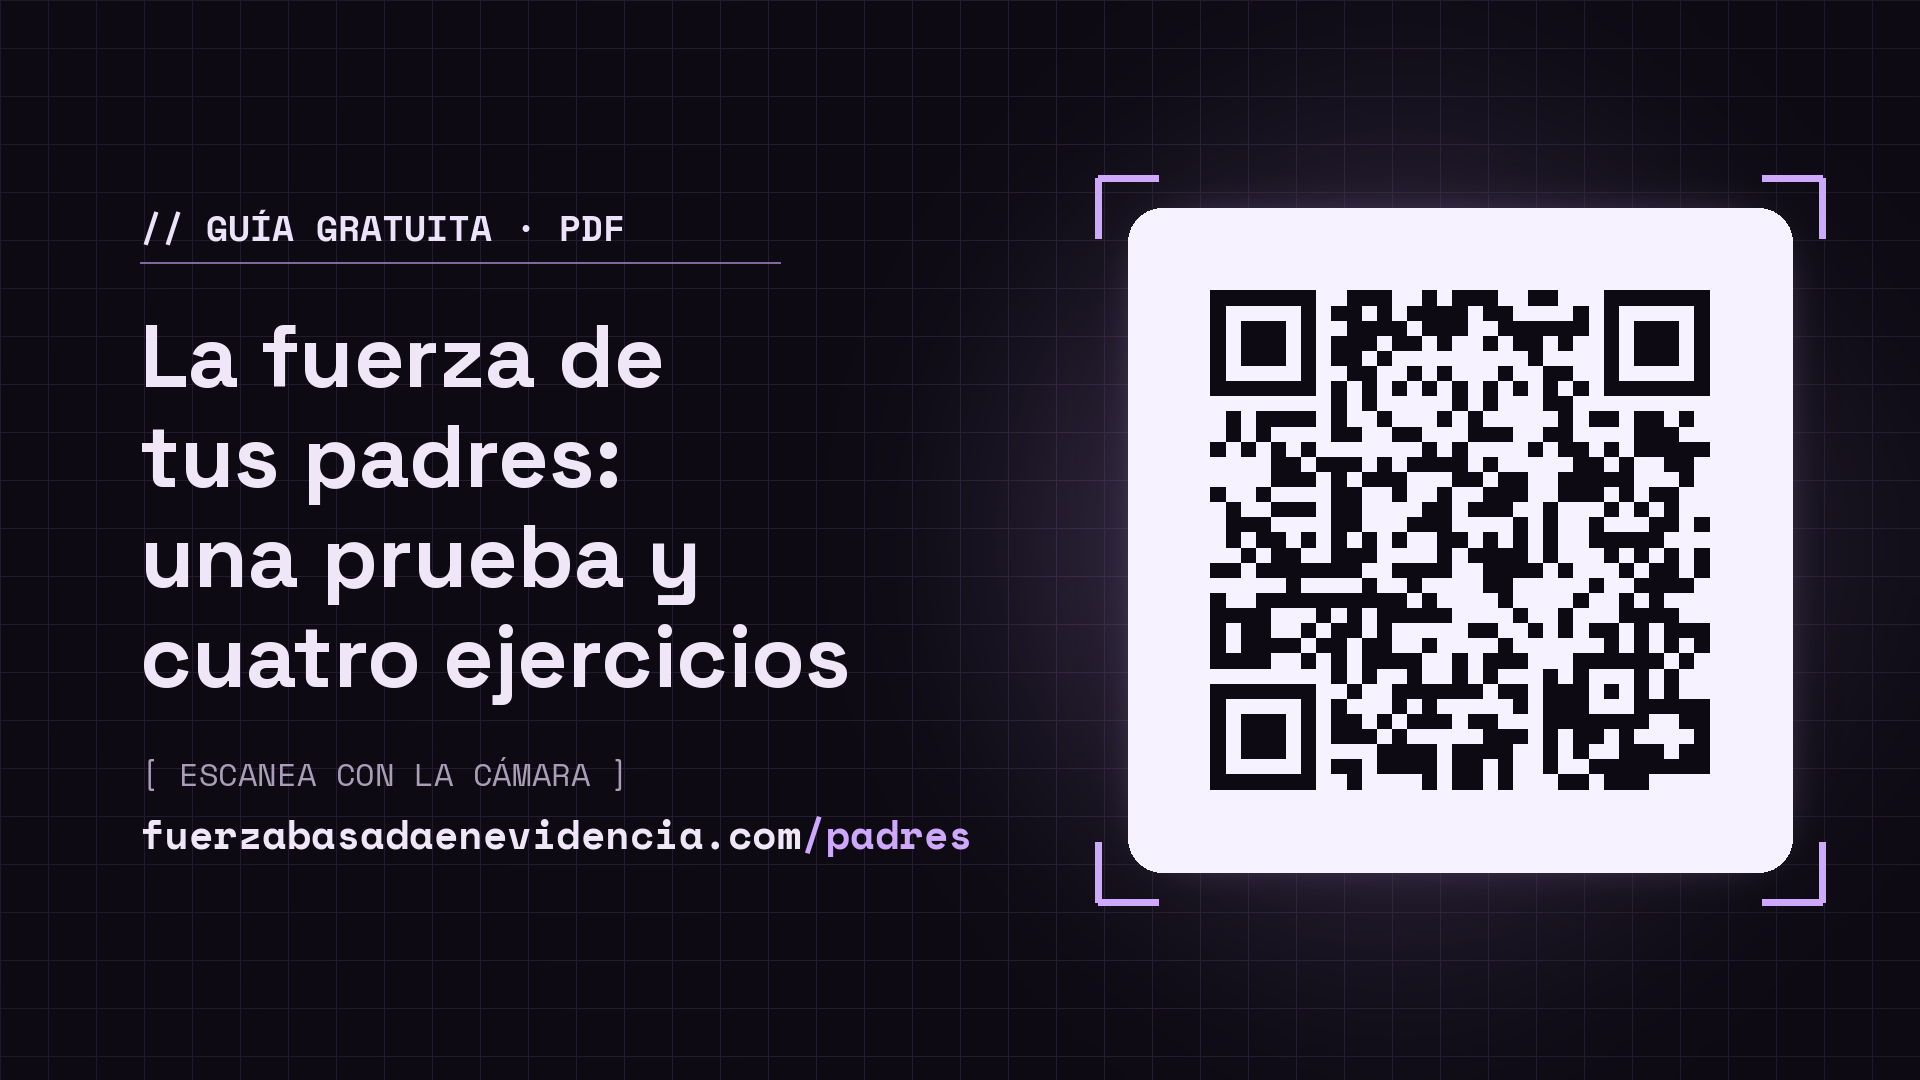 // GUÍA GRATUITA · PDF
La fuerza de
tus padres:
una prueba y
cuatro ejercicios
[ ESCANEA CON LA CÁMARA ]
fuerzabasadaenevidencia.com/padres